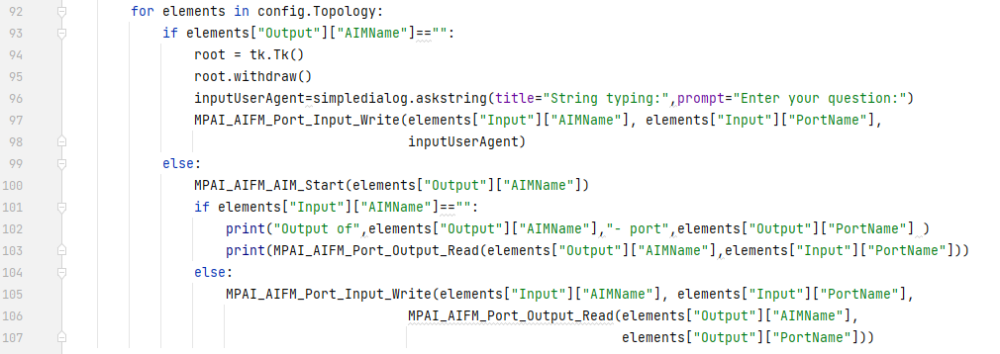 92 for elements in config.Topology:
93 if elements["Output"]["AIMName"]=="":
94 root = tk.Tk()
95 root.withdraw()
96 inputUserAgent=simpledialog.askstring(title="String typing:",prompt="Enter your question:")
97 MPAI_AIFM_Port_Input_Write(elements["Input"]["AIMName"], elements["Input"]["PortName"],
98 inputUserAgent)
99 else:
100 MPAI_AIFM_AIM_Start(elements["Output"]["AIMName"])
101 if elements["Input"]["AIMName"]=="":
102 print("Output of",elements["Output"]["AIMName"],"- port",elements["Output"]["PortName"] )
103 print(MPAI_AIFM_Port_Output_Read(elements["Output"]["AIMName"],elements["Input"]["PortName"]))
104 else:
105 MPAI_AIFM_Port_Input_Write(elements["Input"]["AIMName"], elements["Input"]["PortName"],
106 MPAI_AIFM_Port_Output_Read(elements["Output"]["AIMName"],
107 elements["Output"]["PortName"]))